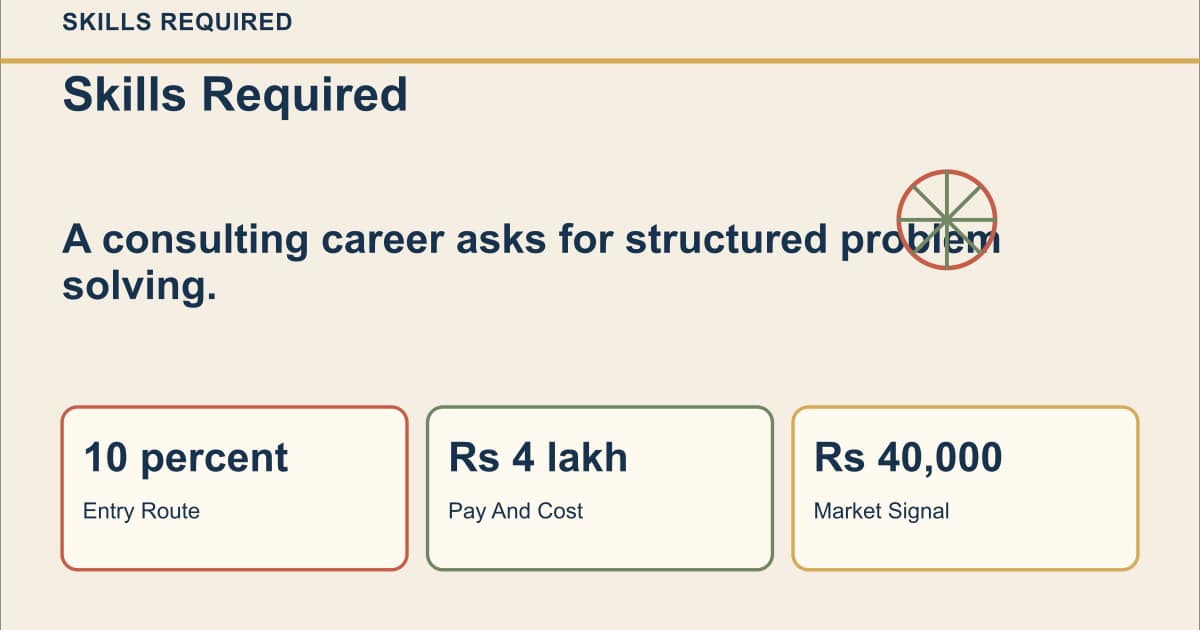 SKILLS REQUIRED
Skills Required
A consulting career asks for structured problem
solving.
10 percent
Entry Route
Rs 4 lakh
Pay And Cost
Rs 40,000
Market Signal